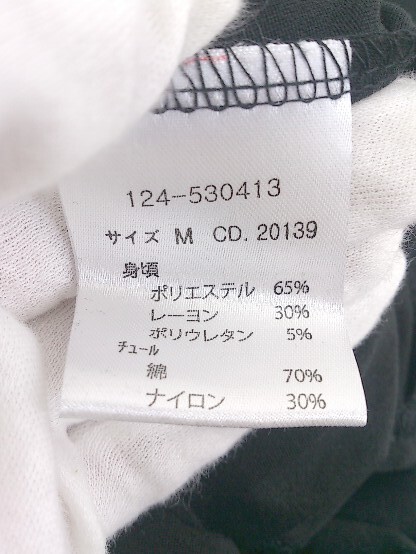 124-530413
サイズ M CD. 20139
身頃
ポリエステル 65%
レーヨン 30%
ポリウレタン 5%
チュール
綿 70%
ナイロン 30%